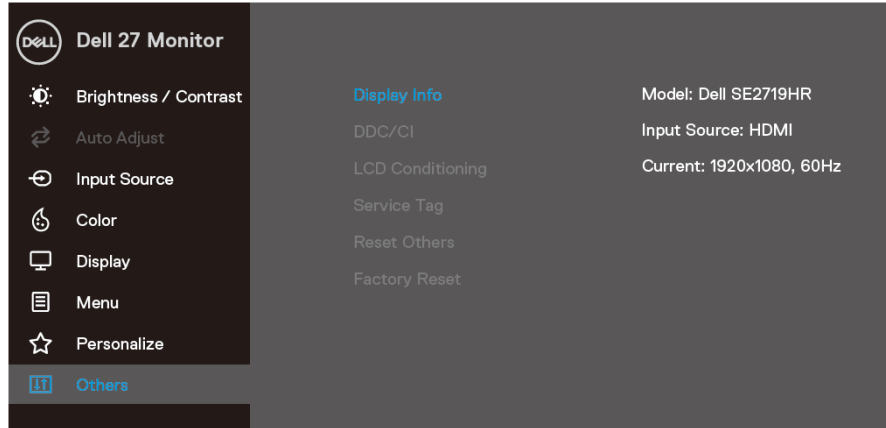 DELL Dell 27 Monitor
Brightness / Contrast
Auto Adjust
Input Source
Color
Display
Menu
Personalize
Others
Display Info
DDC/CI
LCD Conditioning
Service Tag
Reset Others
Factory Reset
Model: Dell SE2719HR
Input Source: HDMI
Current: 1920x1080, 60Hz